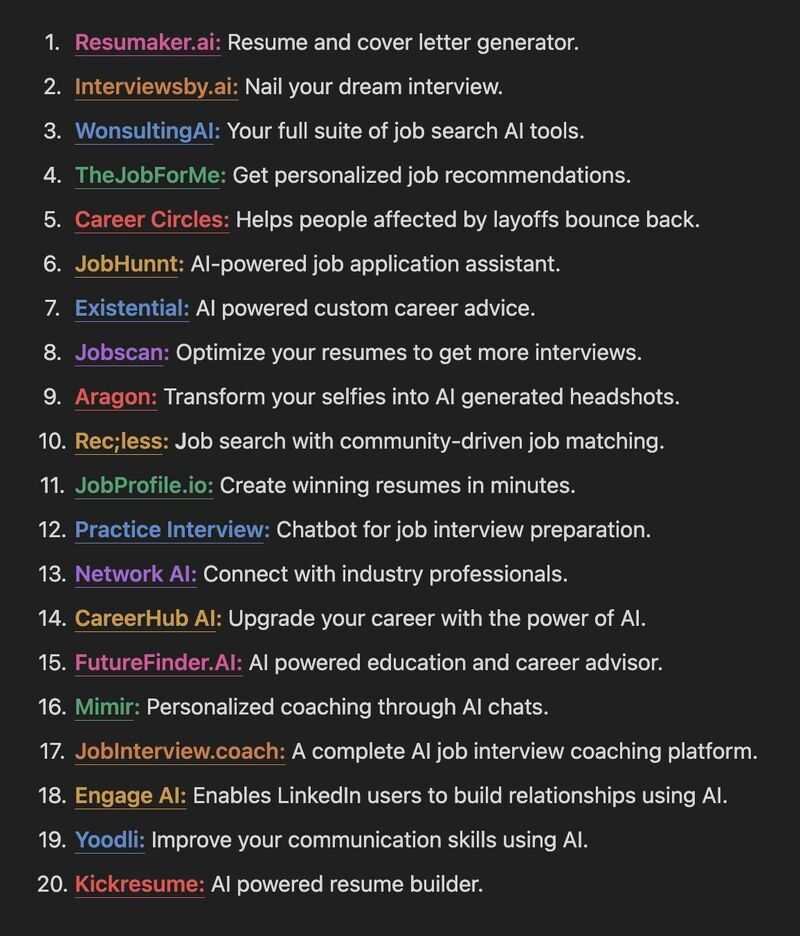 1. Resumaker.ai: Resume and cover letter generator.
2. Interviewsby.ai: Nail your dream interview.
3. WonsultingAI: Your full suite of job search AI tools.
4. TheJobForMe: Get personalized job recommendations.
5. Career Circles: Helps people affected by layoffs bounce back.
6. JobHunnt: AI-powered job application assistant.
7. Existential: AI powered custom career advice.
8. Jobscan: Optimize your resumes to get more interviews.
9. Aragon: Transform your selfies into AI generated headshots.
10. Rec;less: Job search with community-driven job matching.
11. JobProfile.io: Create winning resumes in minutes.
12. Practice Interview: Chatbot for job interview preparation.
13. Network AI: Connect with industry professionals.
14. CareerHub AI: Upgrade your career with the power of AI.
15. FutureFinder.AI: AI powered education and career advisor.
16. Mimir: Personalized coaching through AI chats.
17. JobInterview.coach: A complete AI job interview coaching platform.
18. Engage AI: Enables LinkedIn users to build relationships using AI.
19. Yoodli: Improve your communication skills using AI.
20. Kickresume: AI powered resume builder.